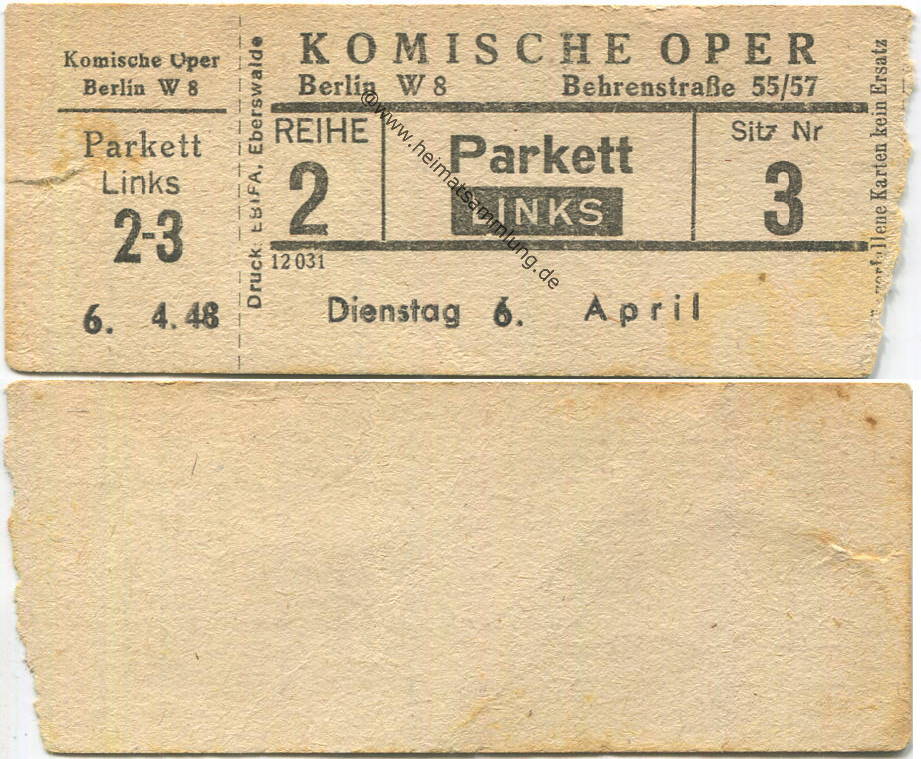 Komische Oper
Berlin W 8
Parkett
Links
2-3
6. 4. 48
Druck: EBIFA, Eberswalde
KOMISCHE OPER
Berlin W 8 Behrenstraße 55/57
REIHE
2
Parkett
LINKS
Sitz Nr
3
12 031
Dienstag 6. April
verfallene Karten kein Ersatz
@www.heimatsammlung.de